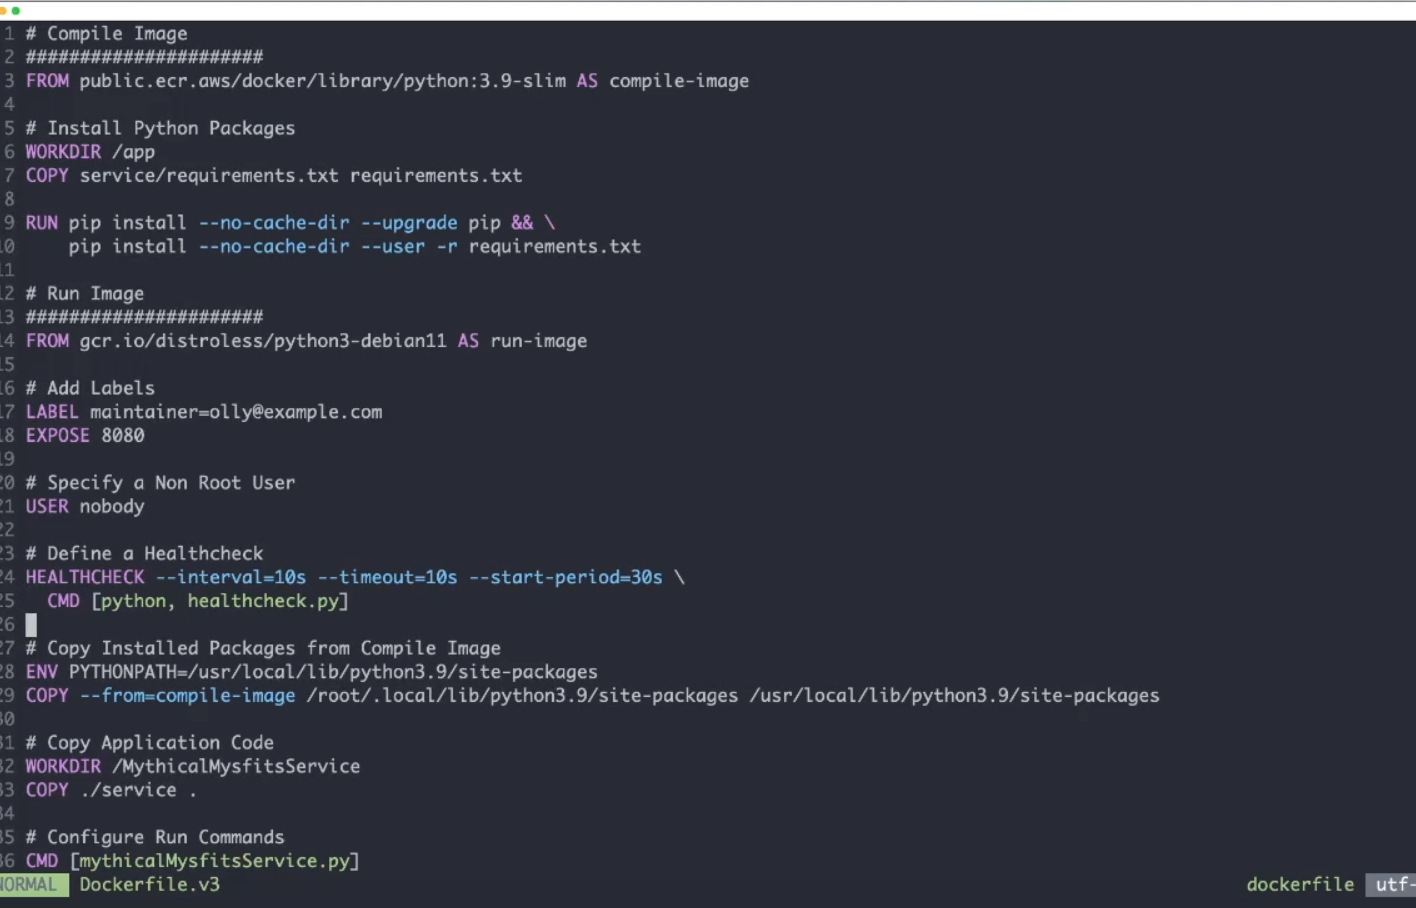 1 # Compile Image
2 ######################
3 FROM public.ecr.aws/docker/library/python:3.9-slim AS compile-image
4
5 # Install Python Packages
6 WORKDIR /app
7 COPY service/requirements.txt requirements.txt
8
9 RUN pip install --no-cache-dir --upgrade pip && \
10     pip install --no-cache-dir --user -r requirements.txt
11
12 # Run Image
13 ######################
14 FROM gcr.io/distroless/python3-debian11 AS run-image
15
16 # Add Labels
17 LABEL maintainer=olly@example.com
18 EXPOSE 8080
19
20 # Specify a Non Root User
21 USER nobody
22
23 # Define a Healthcheck
24 HEALTHCHECK --interval=10s --timeout=10s --start-period=30s \
25   CMD [python, healthcheck.py]
26
27 # Copy Installed Packages from Compile Image
28 ENV PYTHONPATH=/usr/local/lib/python3.9/site-packages
29 COPY --from=compile-image /root/.local/lib/python3.9/site-packages /usr/local/lib/python3.9/site-packages
30
31 # Copy Application Code
32 WORKDIR /MythicalMysfitsService
33 COPY ./service .
34
35 # Configure Run Commands
36 CMD [mythicalMysfitsService.py]
NORMAL Dockerfile.v3 dockerfile utf-